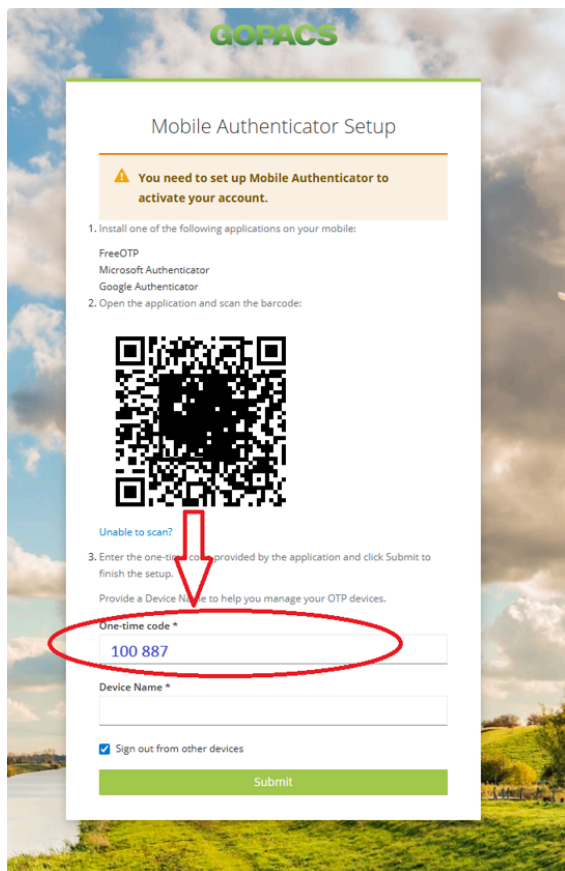 GOPACS
Mobile Authenticator Setup
You need to set up Mobile Authenticator to
activate your account.
1. Install one of the following applications on your mobile:
FreeOTP
Microsoft Authenticator
Google Authenticator
2. Open the application and scan the barcode:
Unable to scan?
3. Enter the one-time code provided by the application and click Submit to
finish the setup.
Provide a Device Name to help you manage your OTP devices.
One-time code *
100 887
Device Name *
Sign out from other devices
Submit